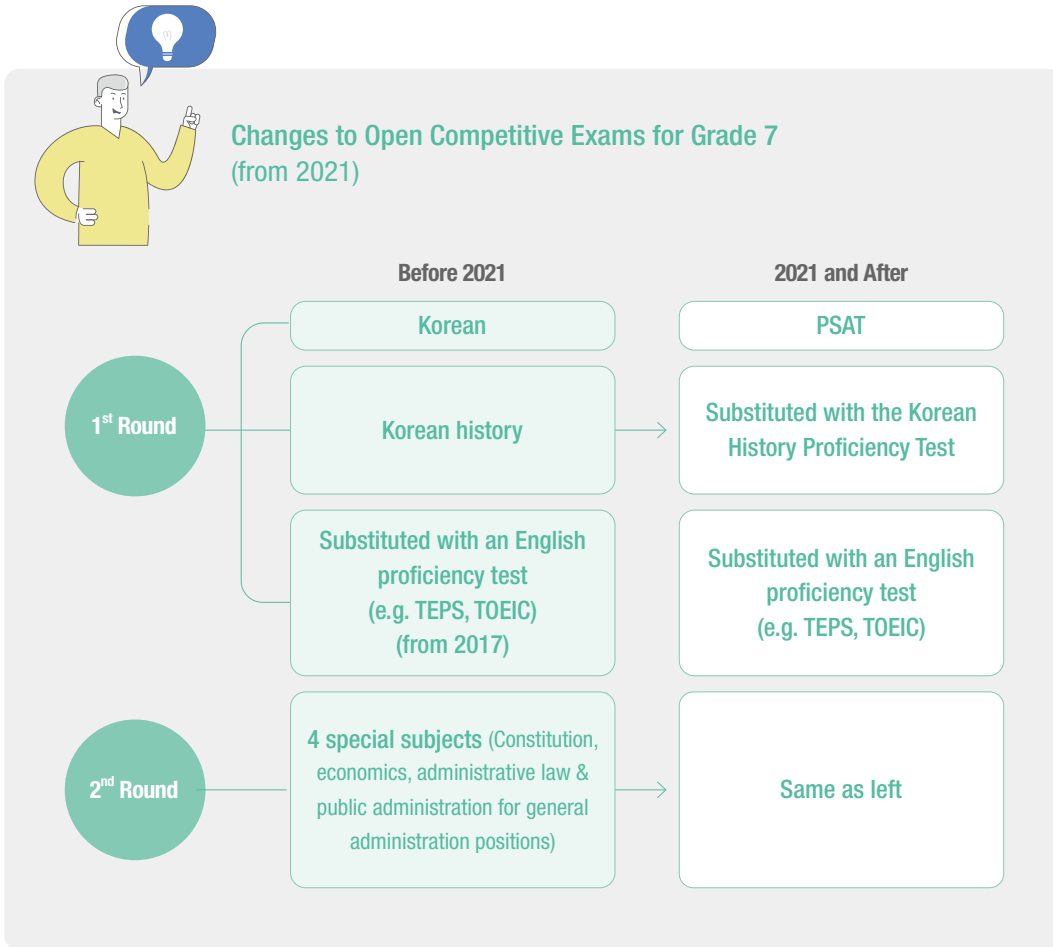 Changes to Open Competitive Exams for Grade 7
(from 2021)
Before 2021
2021 and After
1st Round
Korean
PSAT
Korean history
Substituted with the Korean
History Proficiency Test
Substituted with an English
proficiency test
(e.g. TEPS, TOEIC)
(from 2017)
Substituted with an English
proficiency test
(e.g. TEPS, TOEIC)
2nd Round
4 special subjects (Constitution,
economics, administrative law &
public administration for general
administration positions)
Same as left